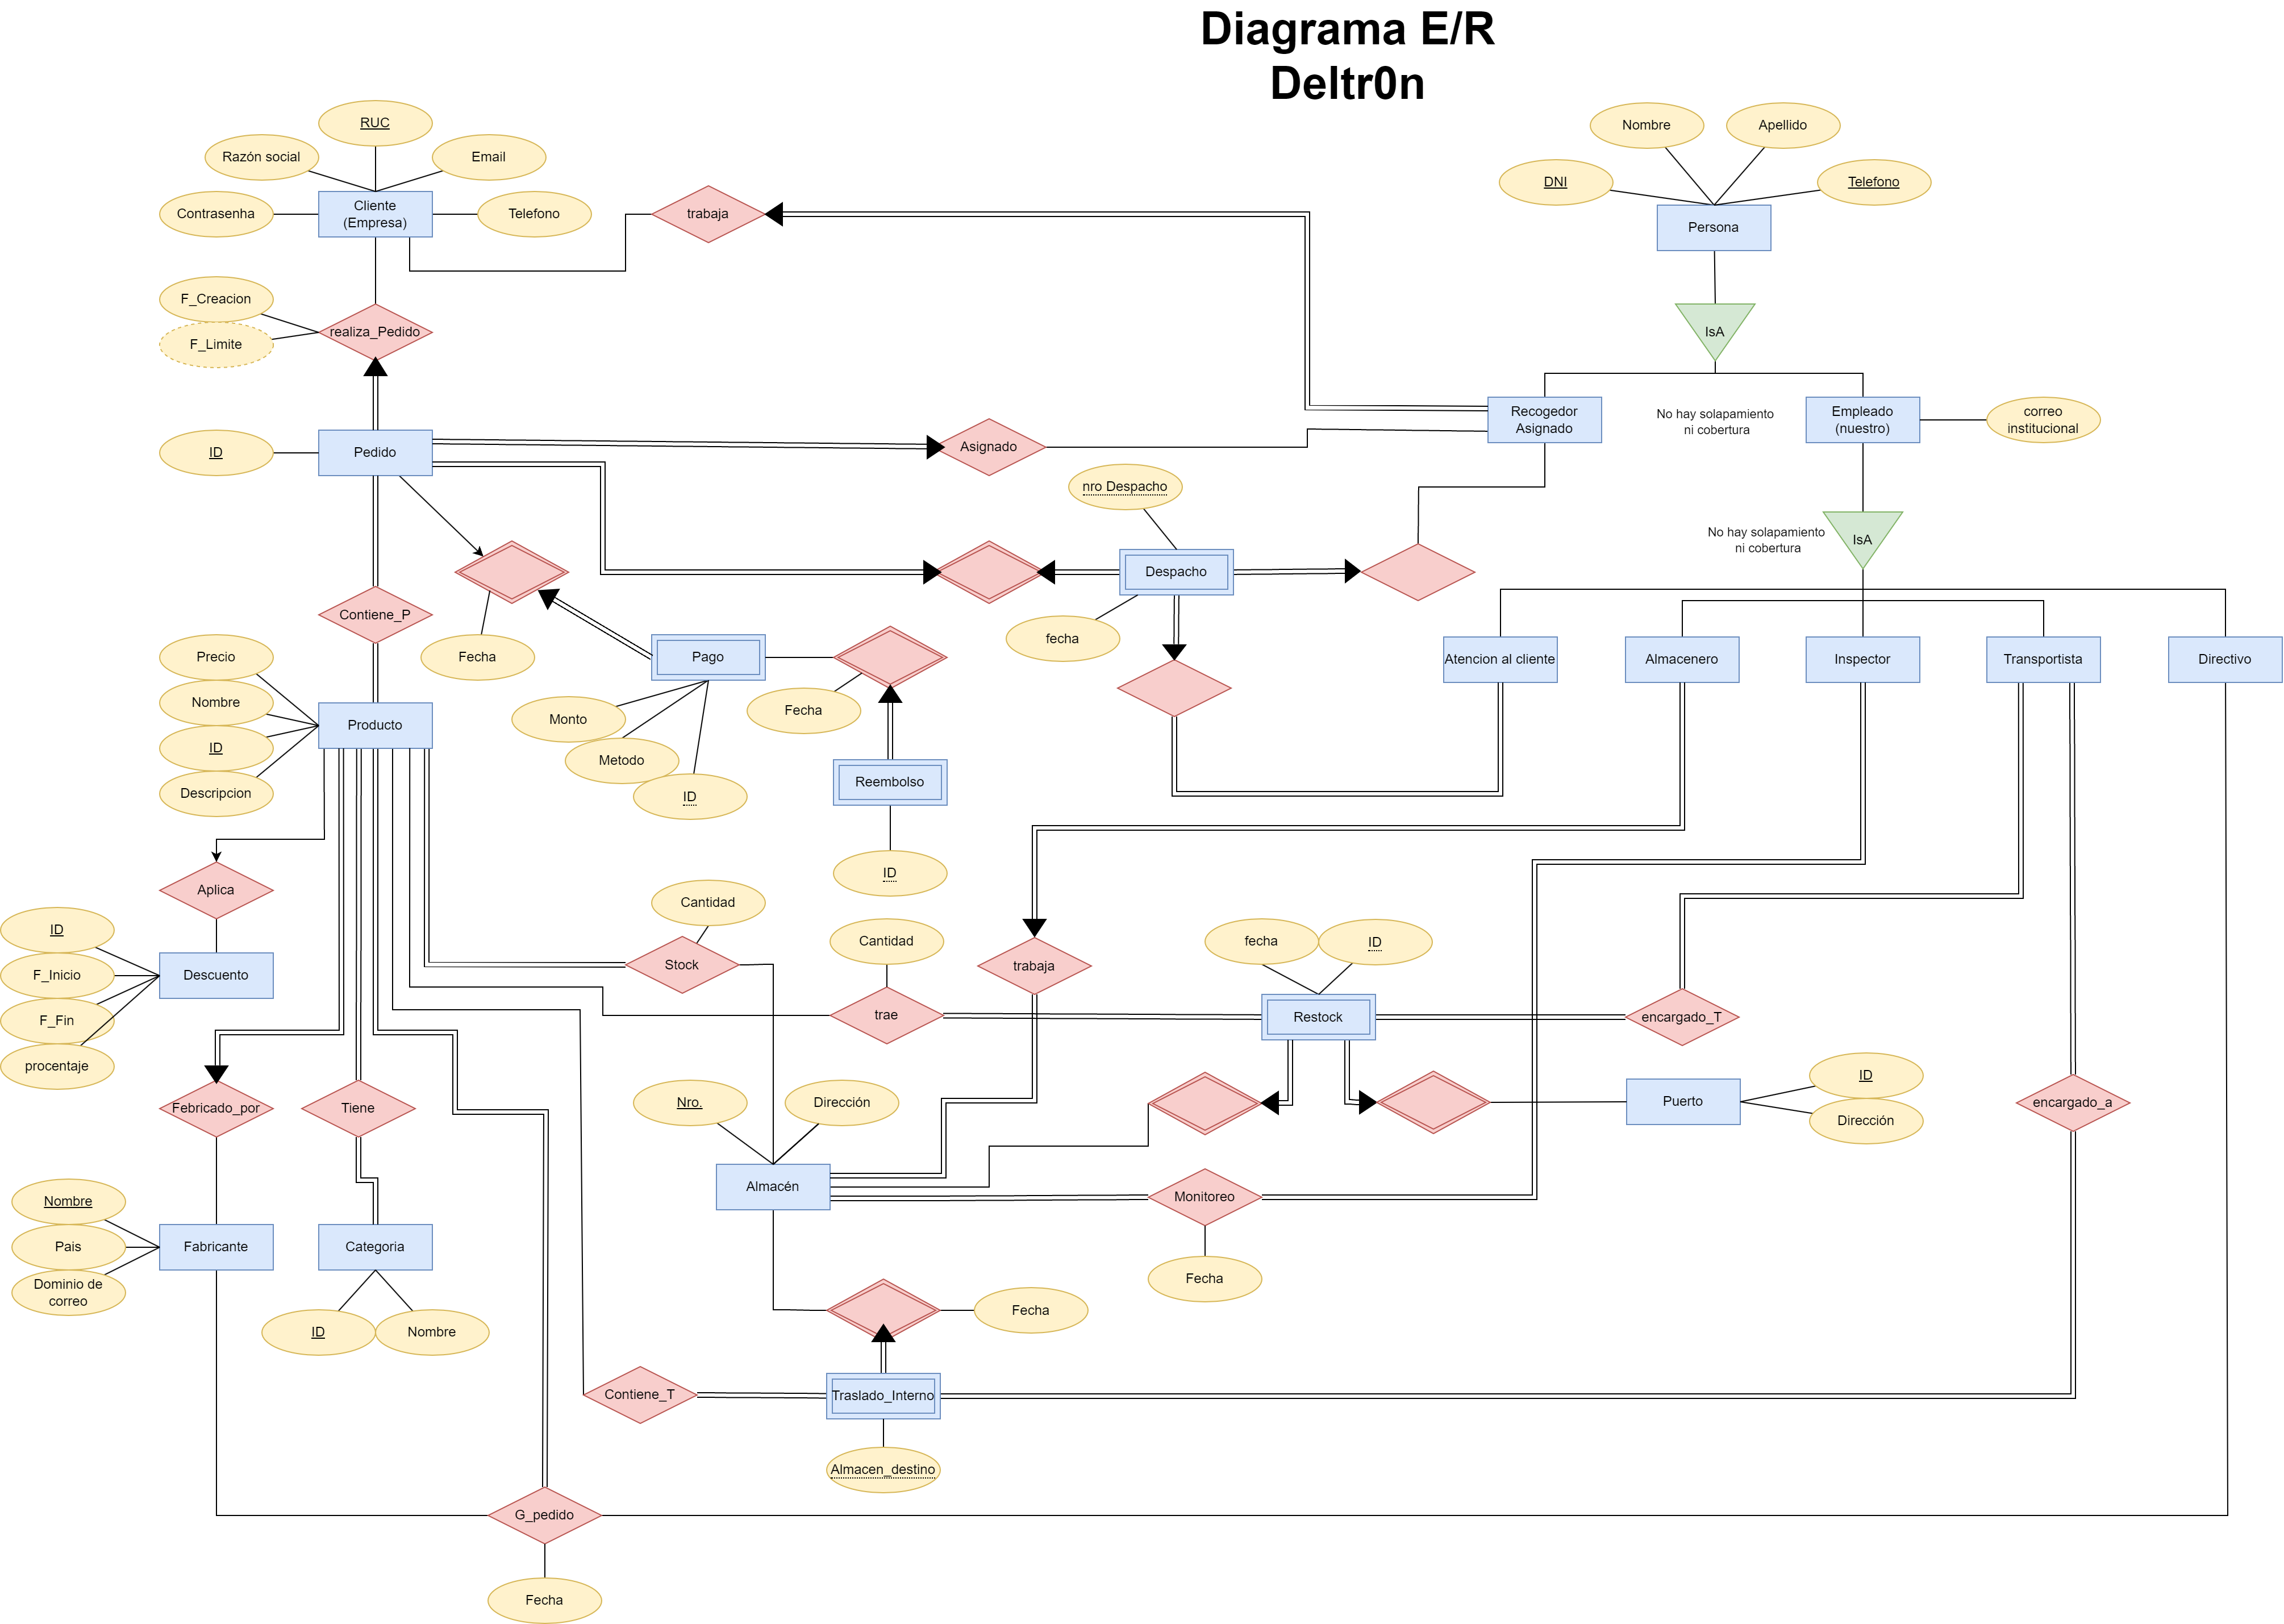 Diagrama E/R
Deltr0n
RUC
Razón social
Email
Contrasenha
Cliente
(Empresa)
Telefono
trabaja
Nombre
Apellido
DNI
Telefono
Persona
F_Creacion
F_Limite
realiza_Pedido
IsA
Recogedor
Asignado
No hay solapamiento
ni cobertura
Empleado
(nuestro)
correo
institucional
ID
Pedido
Asignado
nro Despacho
No hay solapamiento
ni cobertura
IsA
Despacho
Contiene_P
fecha
Precio
Fecha
Pago
Atencion al cliente
Almacenero
Inspector
Transportista
Directivo
Nombre
Producto
Monto
Fecha
ID
Metodo
Descripcion
ID
Reembolso
Aplica
ID
Cantidad
ID
Cantidad
fecha
ID
F_Inicio
Descuento
Stock
trabaja
F_Fin
trae
Restock
encargado_T
procentaje
Febricado_por
Tiene
Nro.
Dirección
Puerto
ID
Dirección
encargado_a
Almacén
Monitoreo
Nombre
Pais
Fabricante
Categoria
Dominio de
correo
Fecha
ID
Nombre
Fecha
Contiene_T
Traslado_Interno
Almacen_destino
G_pedido
Fecha